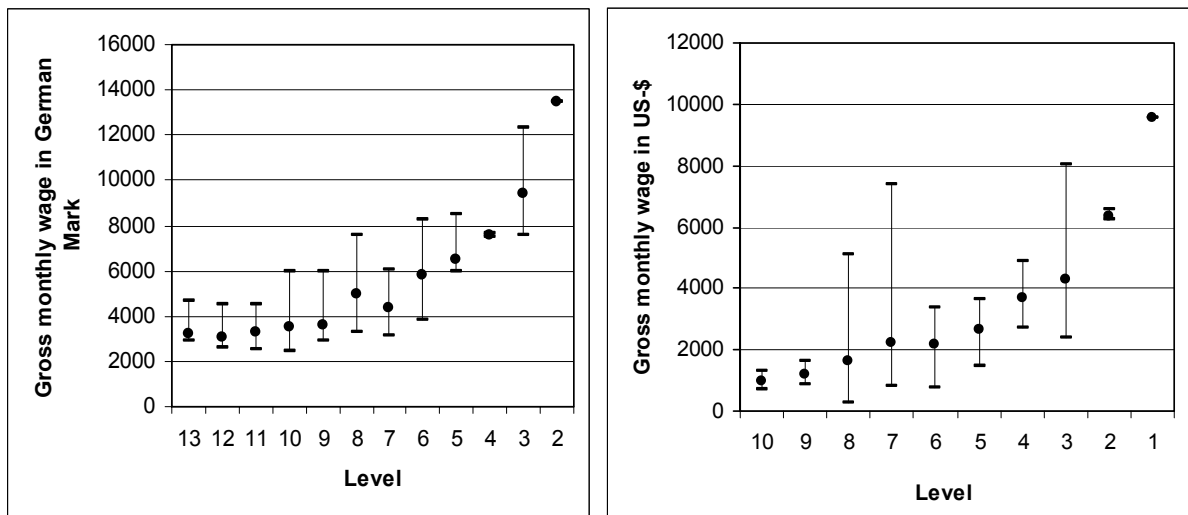 Gross monthly wage in German
Mark
16000
14000
12000
10000
8000
6000
4000
2000
0
13 12 11 10 9 8 7 6 5 4 3 2
Level
Gross monthly wage in US-$
12000
10000
8000
6000
4000
2000
0
10 9 8 7 6 5 4 3 2 1
Level